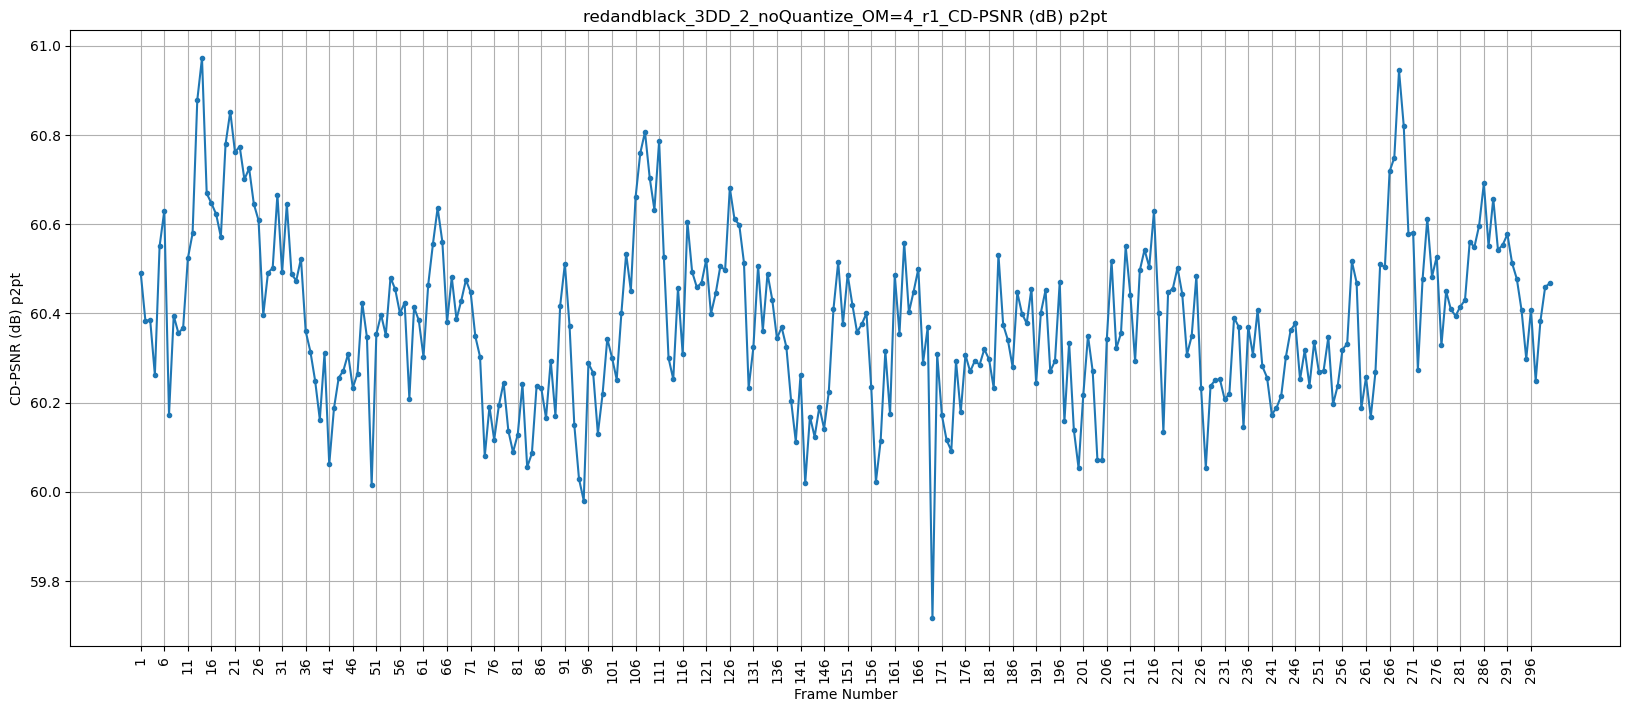 redandblack_3DD_2_noQuantize_OM=4_r1_CD-PSNR (dB) p2pt
CD-PSNR (dB) p2pt
61.0
60.8
60.6
60.4
60.2
60.0
59.8
1 6 11 16 21 26 31 36 41 46 51 56 61 66 71 76 81 86 91 96 101 106 111 116 121 126 131 136 141 146 151 156 161 166 171 176 181 186 191 196 201 206 211 216 221 226 231 236 241 246 251 256 261 266 271 276 281 286 291 296
Frame Number